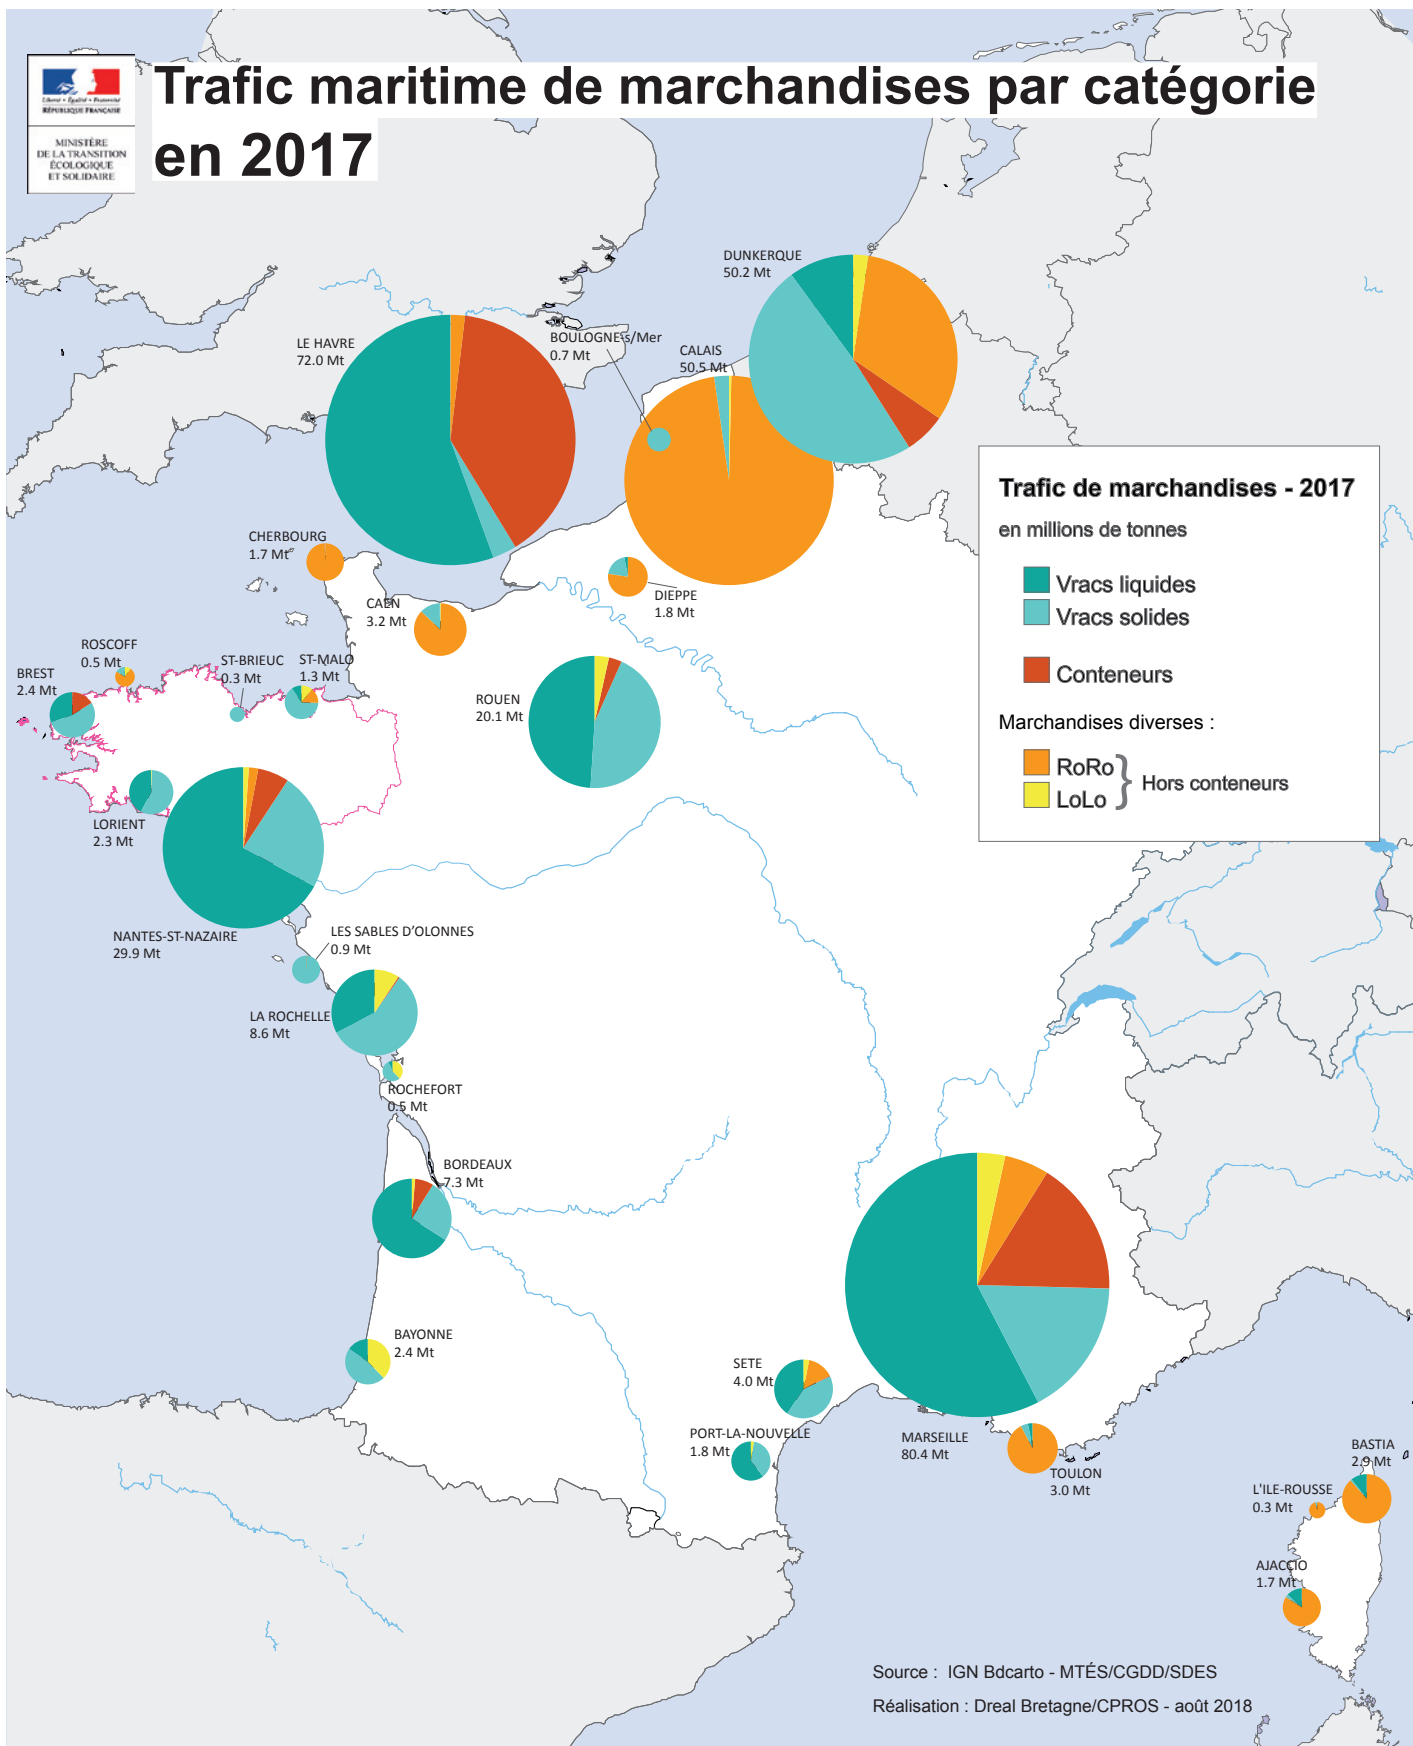 Trafic maritime de marchandises par catégorie
en 2017
Liberté • Égalité • Fraternité
RÉPUBLIQUE FRANÇAISE
MINISTÈRE
DE LA TRANSITION
ÉCOLOGIQUE
ET SOLIDAIRE
DUNKERQUE
50.2 Mt
LE HAVRE
72.0 Mt
BOULOGNE-s/Mer
0.7 Mt
CALAIS
50.5 Mt
Trafic de marchandises - 2017
en millions de tonnes
Vracs liquides
Vracs solides
Conteneurs
Marchandises diverses :
RoRo
LoLo
Hors conteneurs
CHERBOURG
1.7 Mt
DIEPPE
1.8 Mt
CAEN
3.2 Mt
ROSCOFF
0.5 Mt
ST-BRIEUC
0.3 Mt
ST-MALO
1.3 Mt
BREST
2.4 Mt
ROUEN
20.1 Mt
LORIENT
2.3 Mt
NANTES-ST-NAZAIRE
29.9 Mt
LES SABLES D'OLONNES
0.9 Mt
LA ROCHELLE
8.6 Mt
ROCHEFORT
0.5 Mt
BORDEAUX
7.3 Mt
BAYONNE
2.4 Mt
SETE
4.0 Mt
PORT-LA-NOUVELLE
1.8 Mt
MARSEILLE
80.4 Mt
TOULON
3.0 Mt
BASTIA
2.9 Mt
L'ILE-ROUSSE
0.3 Mt
AJACCIO
1.7 Mt
Source : IGN Bdcarto - MTÉS/CGDD/SDES
Réalisation : Dreal Bretagne/CPROS - août 2018